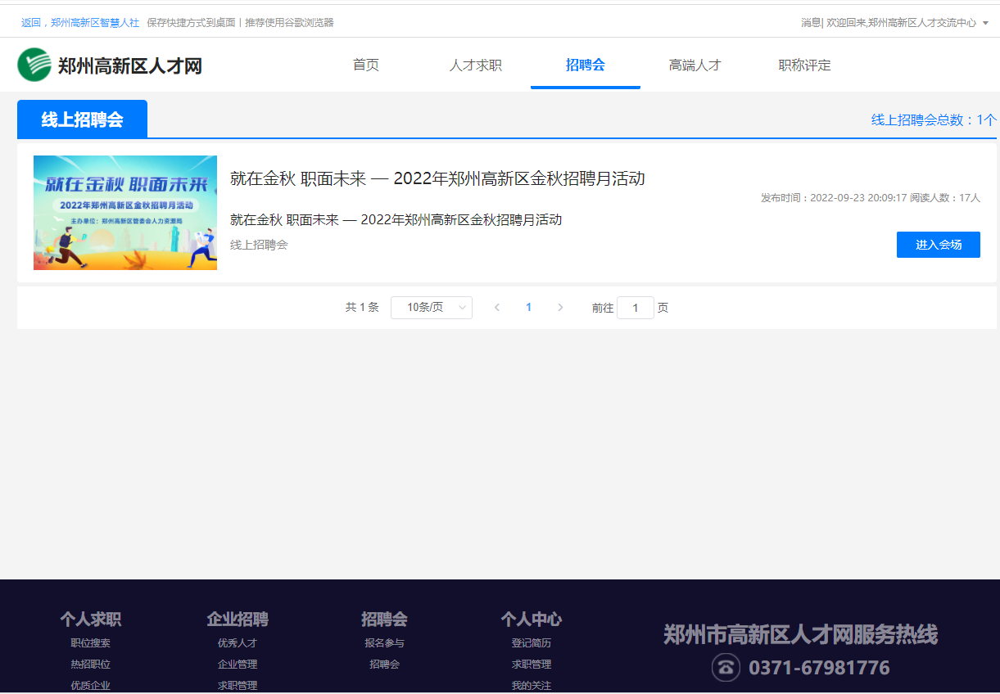 返回，郑州高新区智慧人社 保存快捷方式到桌面 | 推荐使用谷歌浏览器 消息| 欢迎回来,郑州高新区人才交流中心
郑州高新区人才网 首页 人才求职 招聘会 高端人才 职称评定
线上招聘会 线上招聘会总数：1个
就在金秋 职面未来
2022年郑州高新区金秋招聘月活动
主办单位：郑州高新区管委会人力资源局
就在金秋 职面未来 — 2022年郑州高新区金秋招聘月活动
发布时间：2022-09-23 20:09:17 阅读人数：17人
就在金秋 职面未来 — 2022年郑州高新区金秋招聘月活动
线上招聘会 进入会场
共 1 条 10条/页 1 前往 1 页
个人求职 企业招聘 招聘会 个人中心
职位搜索 优秀人才 报名参与 登记简历
热招职位 企业管理 招聘会 求职管理
优质企业 求职管理 我的关注
郑州市高新区人才网服务热线
0371-67981776